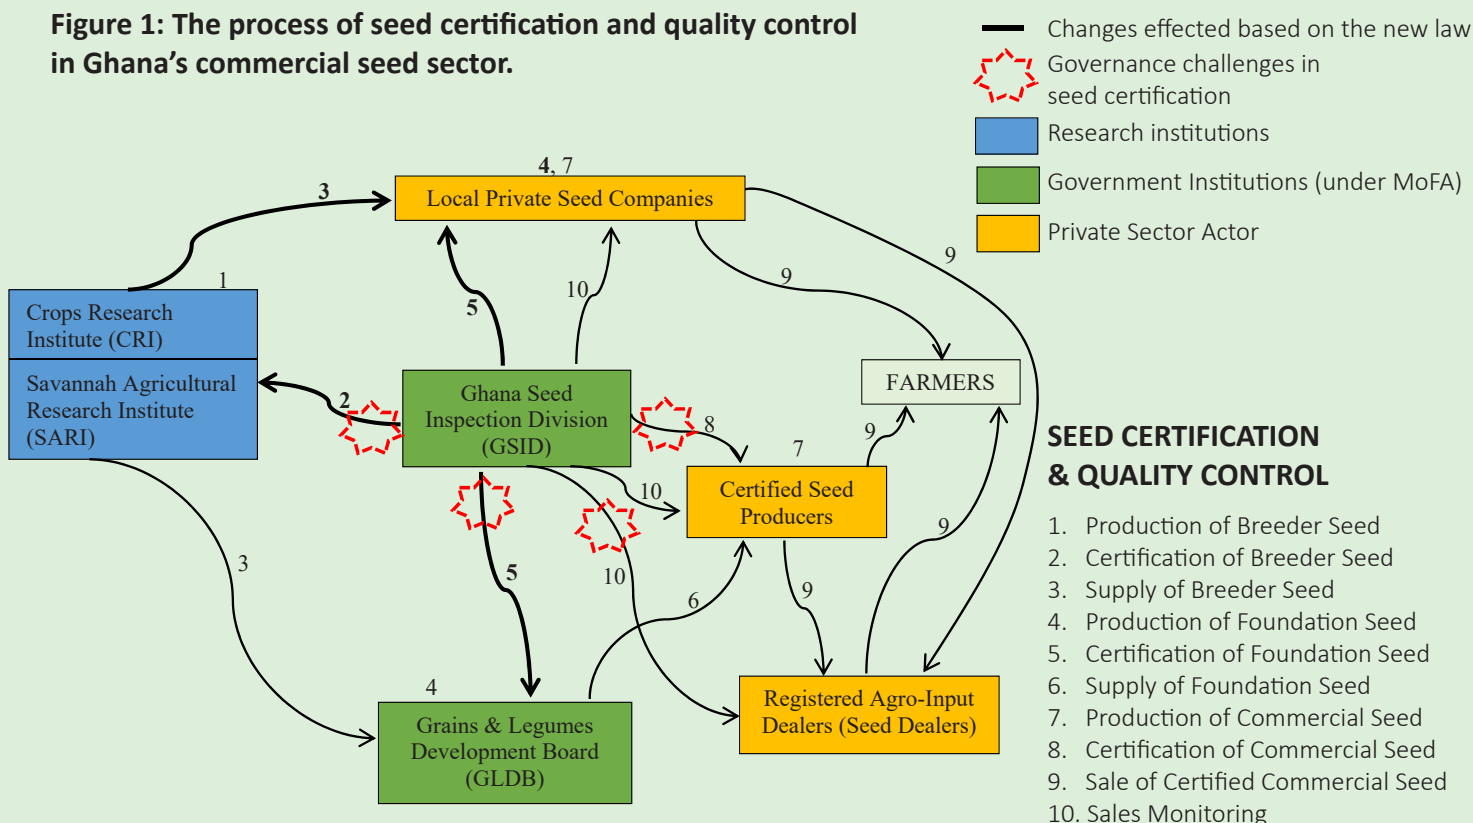 Figure 1: The process of seed certification and quality control
in Ghana’s commercial seed sector.
Changes effected based on the new law
Governance challenges in
seed certification
Research institutions
Government Institutions (under MoFA)
Private Sector Actor
4, 7
Local Private Seed Companies
3
9
9
1
5
10
Crops Research
Institute (CRI)
Savannah Agricultural
Research Institute
(SARI)
2
Ghana Seed
Inspection Division
(GSID)
FARMERS
8
9
7
10
Certified Seed
Producers
9
5
3
10
6
9
4
Grains & Legumes
Development Board
(GLDB)
Registered Agro-Input
Dealers (Seed Dealers)
SEED CERTIFICATION
& QUALITY CONTROL
1. Production of Breeder Seed
2. Certification of Breeder Seed
3. Supply of Breeder Seed
4. Production of Foundation Seed
5. Certification of Foundation Seed
6. Supply of Foundation Seed
7. Production of Commercial Seed
8. Certification of Commercial Seed
9. Sale of Certified Commercial Seed
10. Sales Monitoring